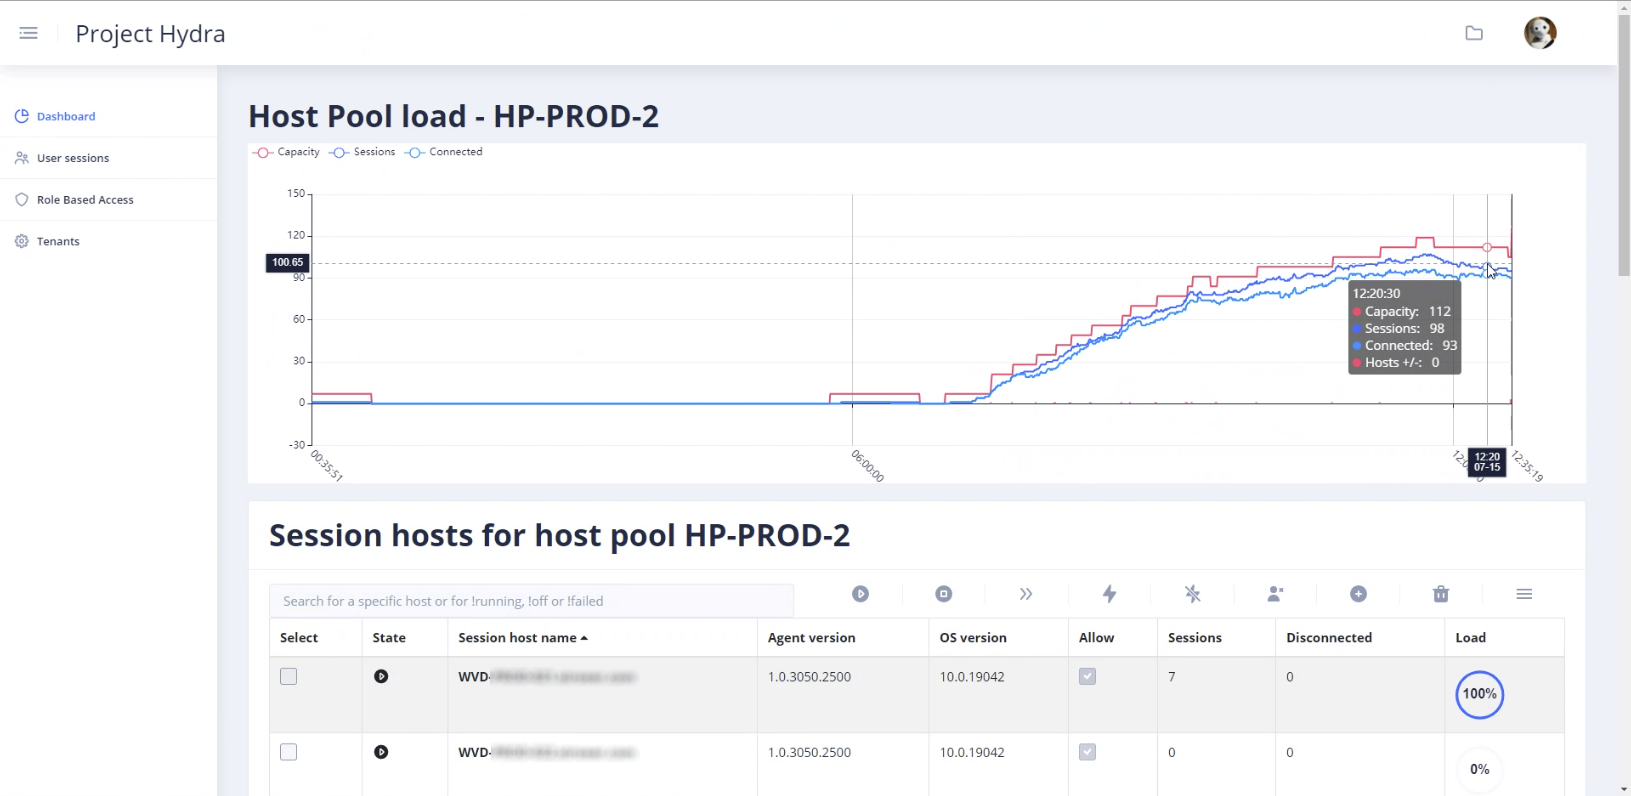 Project Hydra
Dashboard
User sessions
Role Based Access
Tenants
Host Pool load - HP-PROD-2
Capacity Sessions Connected
150
120
100.65
90
60
30
0
-30
12:20:30
Capacity: 112
Sessions: 98
Connected: 93
Hosts +/-: 0
00:35:51
06:00:00
12:20
07-15
12:35:19
Session hosts for host pool HP-PROD-2
Search for a specific host or for !running, !off or !failed
Select State Session host name Agent version OS version Allow Sessions Disconnected Load
WVD- 1.0.3050.2500 10.0.19042 7 0 100%
WVD- 1.0.3050.2500 10.0.19042 0 0 0%